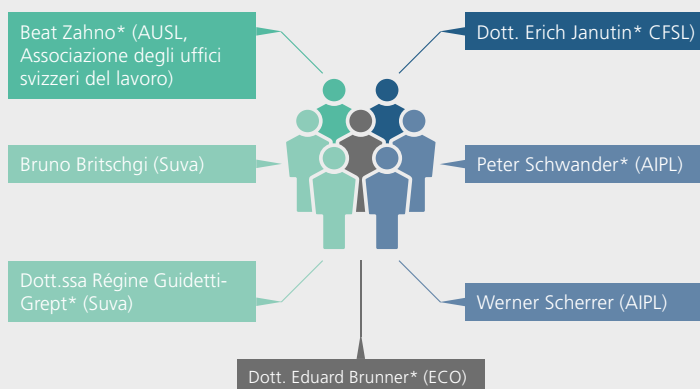 Beat Zahno* (AUSL,
Associazione degli uffici
svizzeri del lavoro)
Dott. Erich Janutin* CFSL)
Bruno Britschgi (Suva)
Peter Schwander* (AIPL)
Dott.ssa Régine Guidetti-
Grept* (Suva)
Werner Scherrer (AIPL)
Dott. Eduard Brunner* (ECO)